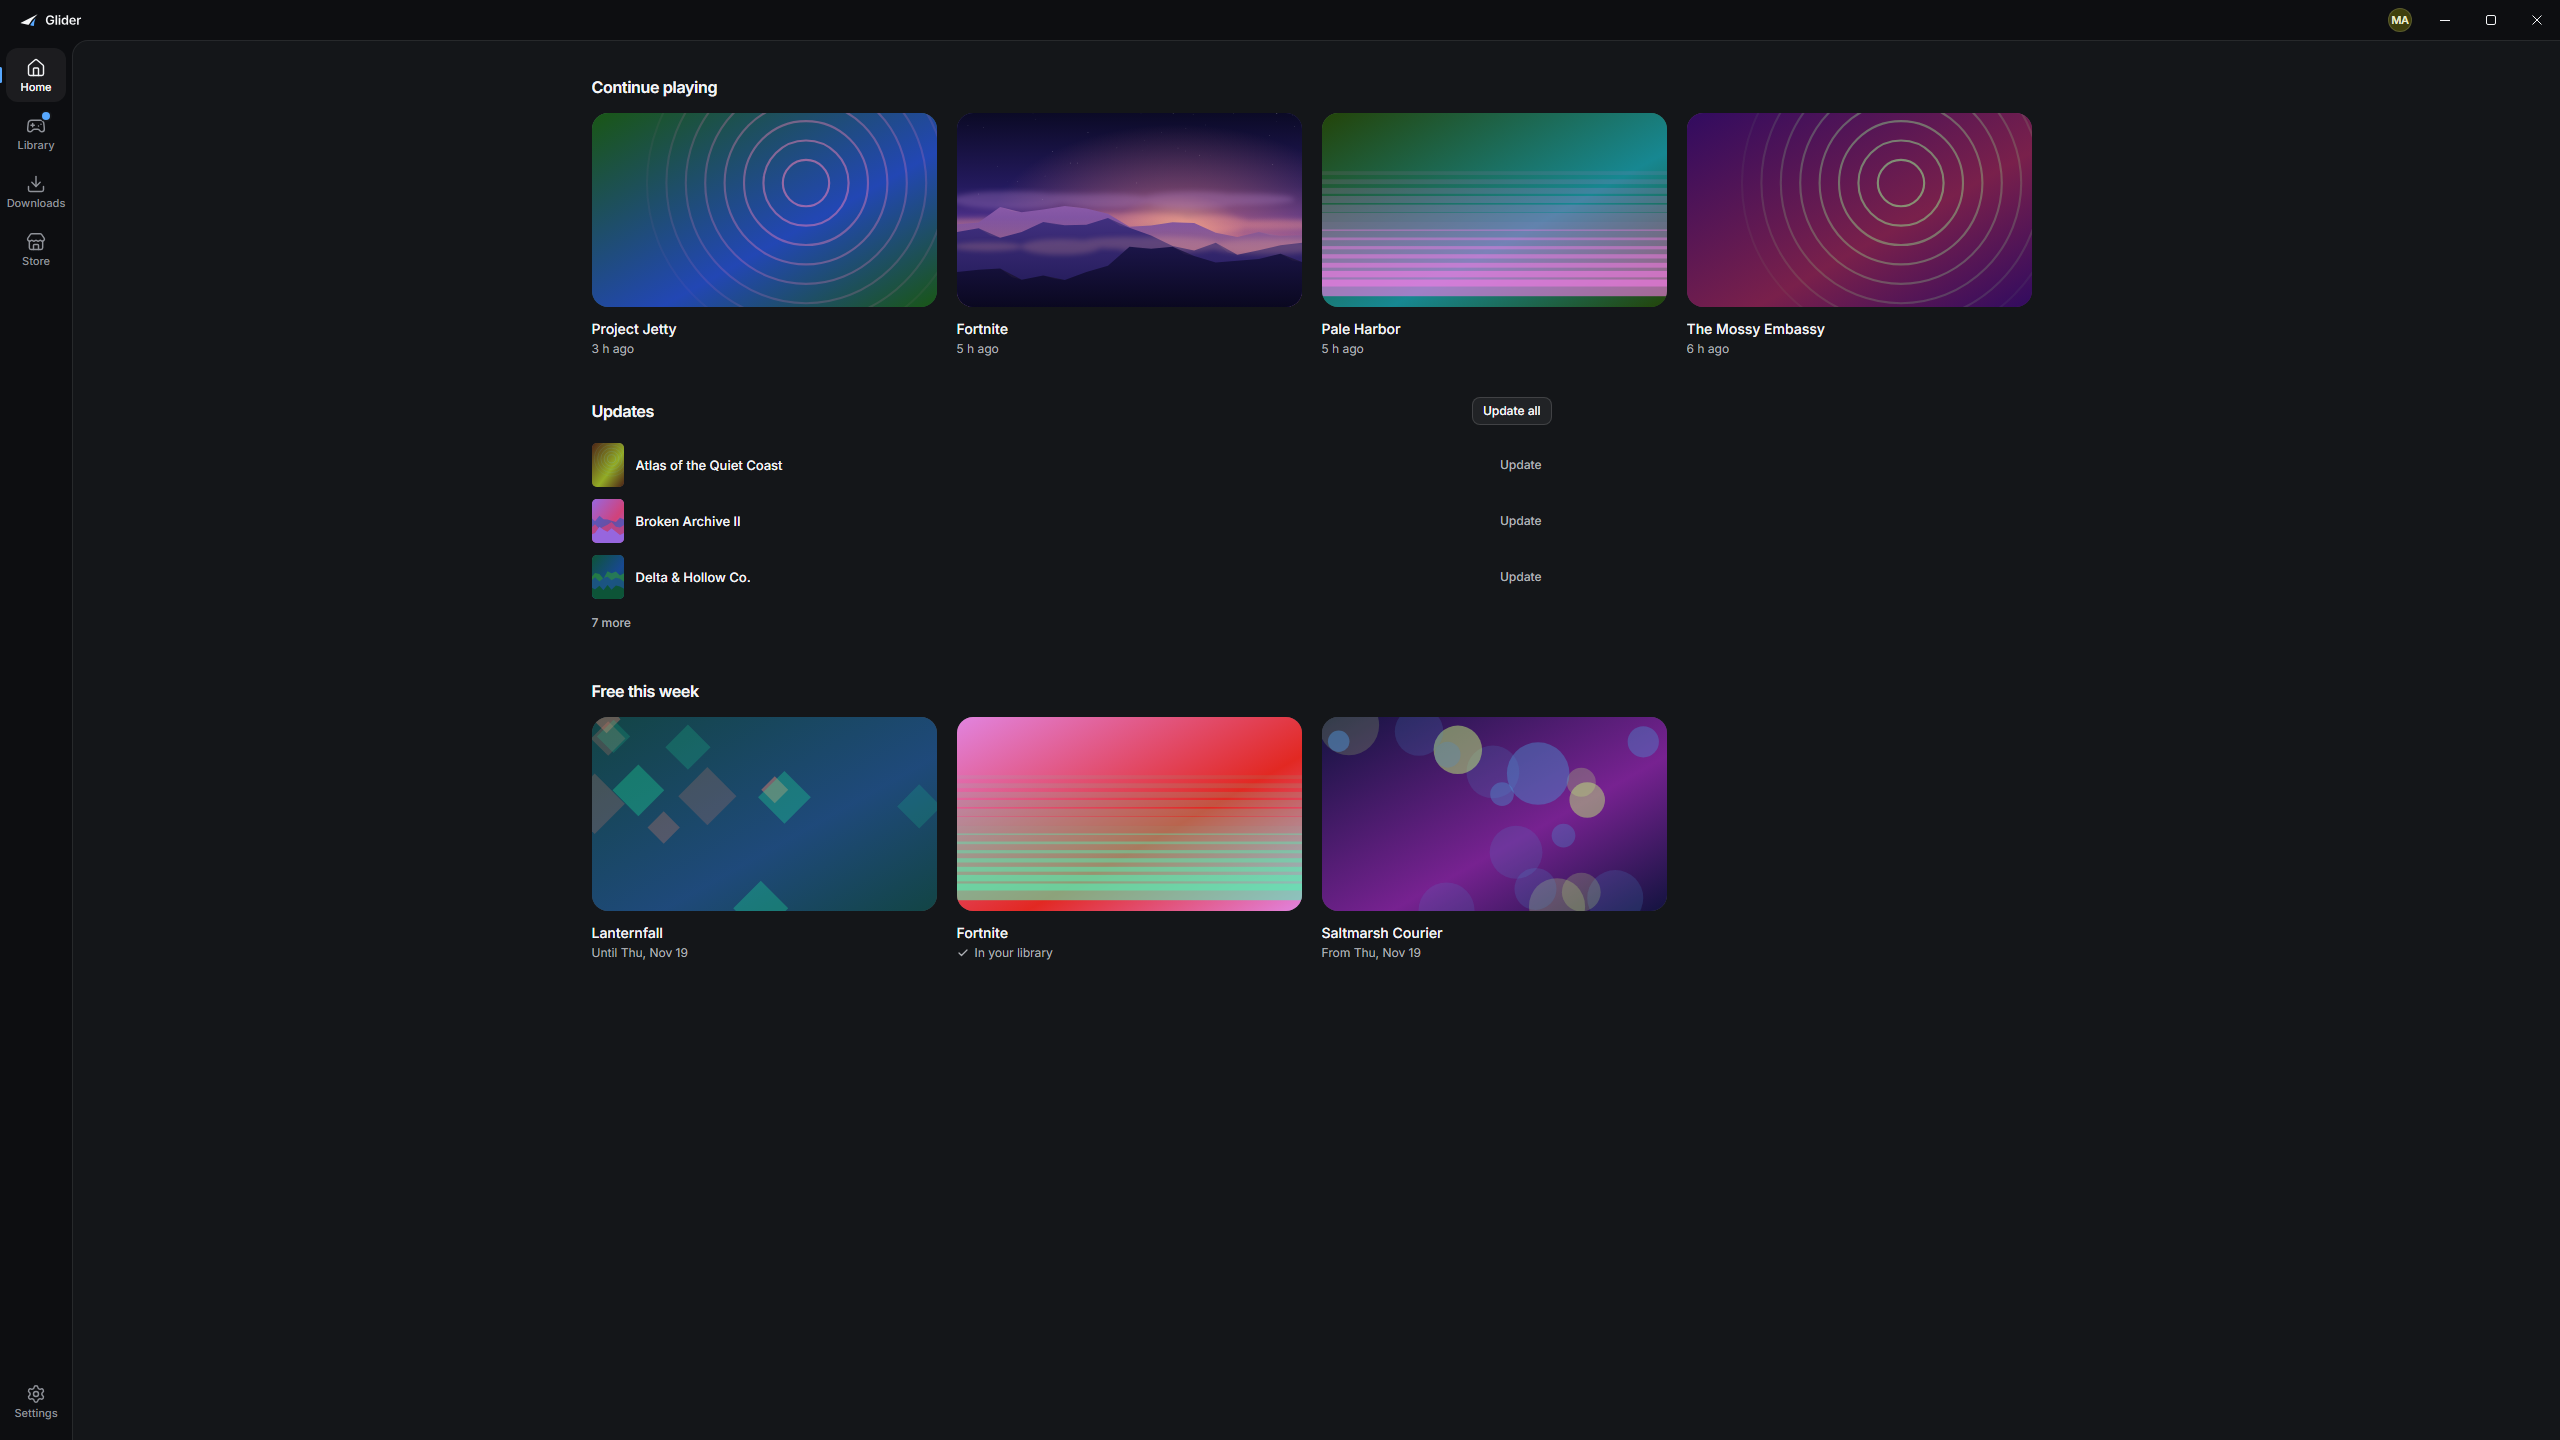 Glider
MA
Home
Library
Downloads
Store
Settings
Continue playing
Project Jetty
3 h ago
Fortnite
5 h ago
Pale Harbor
5 h ago
The Mossy Embassy
6 h ago
Updates
Update all
Atlas of the Quiet Coast
Update
Broken Archive II
Update
Delta & Hollow Co.
Update
7 more
Free this week
Lanternfall
Until Thu, Nov 19
Fortnite
In your library
Saltmarsh Courier
From Thu, Nov 19